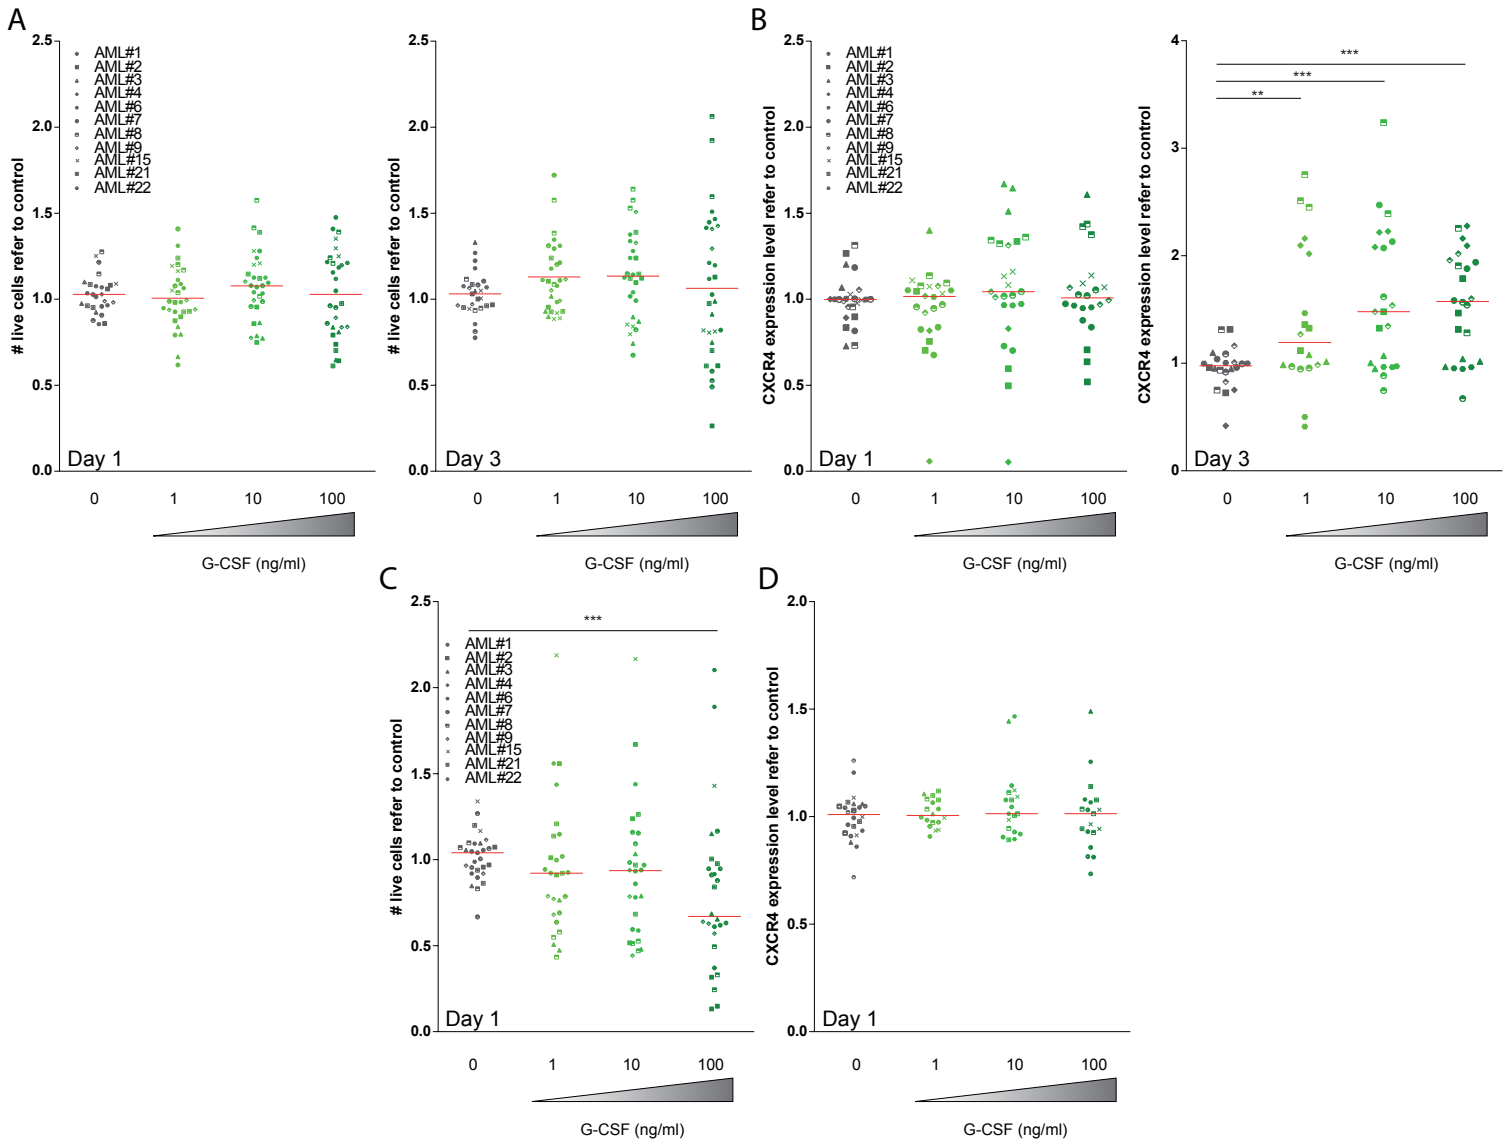 A
# live cells refer to control
2.5
2.0
1.5
1.0
0.5
0.0
AML#1
AML#2
AML#3
AML#4
AML#6
AML#7
AML#8
AML#9
AML#15
AML#21
AML#22
Day 1
0 1 10 100
G-CSF (ng/ml)
# live cells refer to control
2.5
2.0
1.5
1.0
0.5
0.0
Day 3
0 1 10 100
G-CSF (ng/ml)
B
CXCR4 expression level refer to control
2.5
2.0
1.5
1.0
0.5
0.0
AML#1
AML#2
AML#3
AML#4
AML#6
AML#7
AML#8
AML#9
AML#15
AML#21
AML#22
Day 1
0 1 10 100
G-CSF (ng/ml)
CXCR4 expression level refer to control
4
3
2
1
0
***
***
**
Day 3
0 1 10 100
G-CSF (ng/ml)
C
# live cells refer to control
2.5
2.0
1.5
1.0
0.5
0.0
***
AML#1
AML#2
AML#3
AML#4
AML#6
AML#7
AML#8
AML#9
AML#15
AML#21
AML#22
Day 1
0 1 10 100
G-CSF (ng/ml)
D
CXCR4 expression level refer to control
2.0
1.5
1.0
0.5
0.0
Day 1
0 1 10 100
G-CSF (ng/ml)